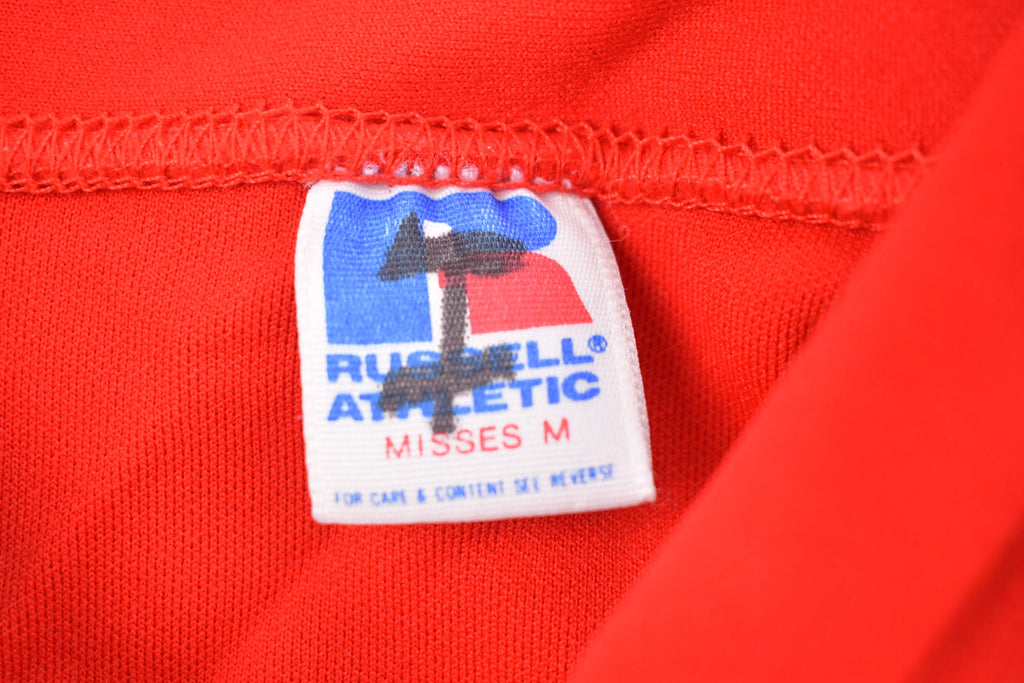 R
RUSSELL®
ATHLETIC
MISSES M
FOR CARE & CONTENT SEE REVERSE